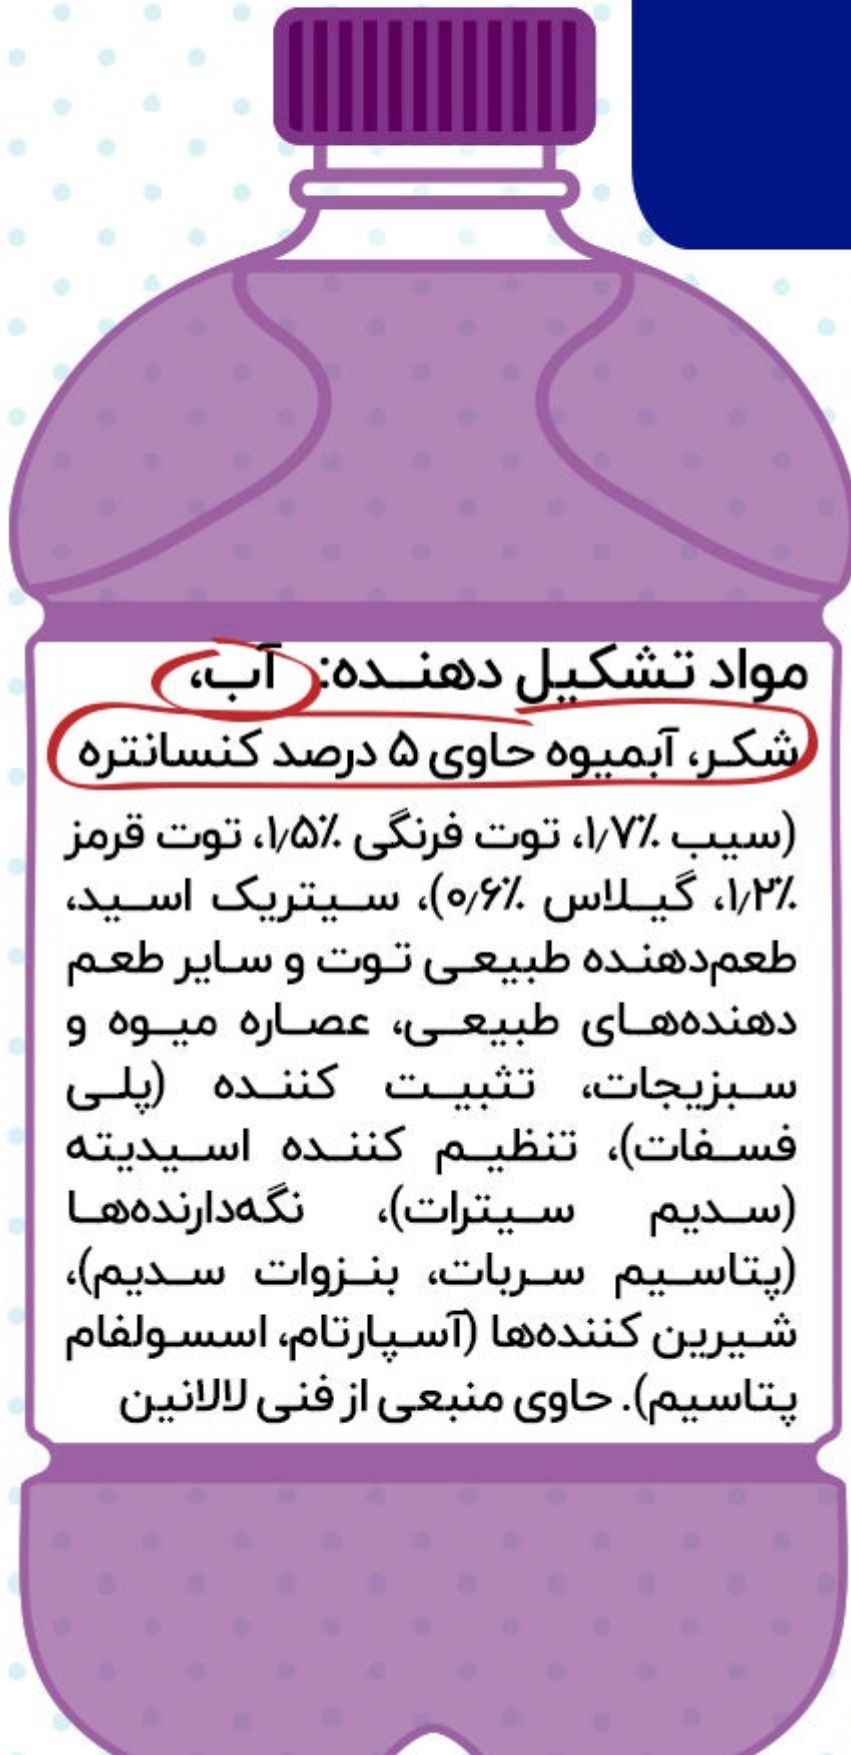 مواد تشکیل دهنده: آب،
شکر، آبمیوه حاوی ۵ درصد کنسانتره
(سیب ۱٫۷٪، توت فرنگی ۱٫۵٪، توت قرمز
۱٫۲٪، گیلاس ۰٫۶٪)، سیتریک اسید،
طعم‌دهنده طبیعی توت و سایر طعم
دهنده‌های طبیعی، عصاره میوه و
سبزیجات، تثبیت کننده (پلی
فسفات)، تنظیم کننده اسیدیته
(سدیم سیترات)، نگه‌دارنده‌ها
(پتاسیم سربات، بنزوات سدیم)،
شیرین کننده‌ها (آسپارتام، اسسولفام
پتاسیم). حاوی منبعی از فنی لالانین